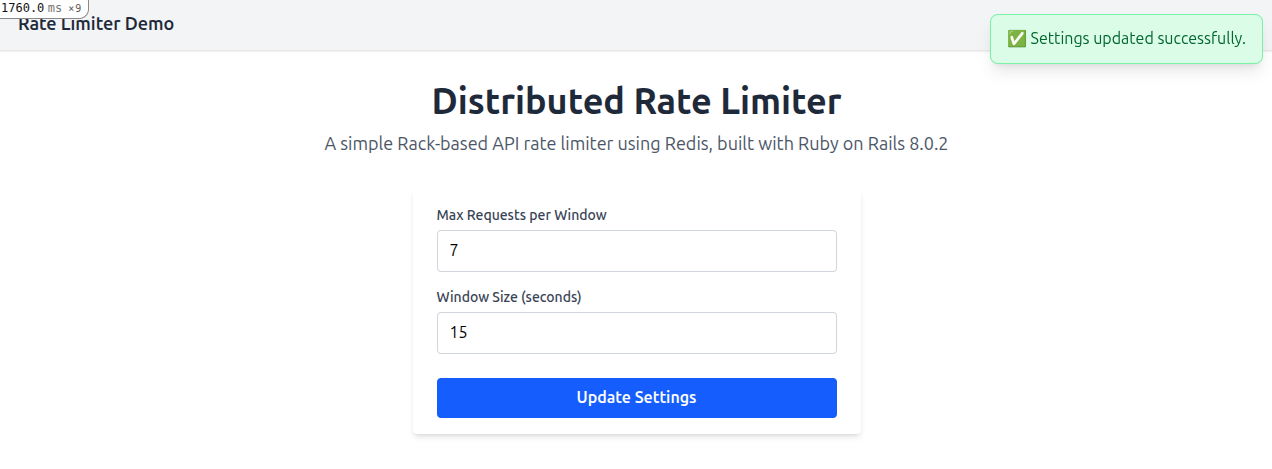 1760.0 ms ×9
Rate Limiter Demo
✅ Settings updated successfully.
Distributed Rate Limiter
A simple Rack-based API rate limiter using Redis, built with Ruby on Rails 8.0.2
Max Requests per Window
7
Window Size (seconds)
15
Update Settings